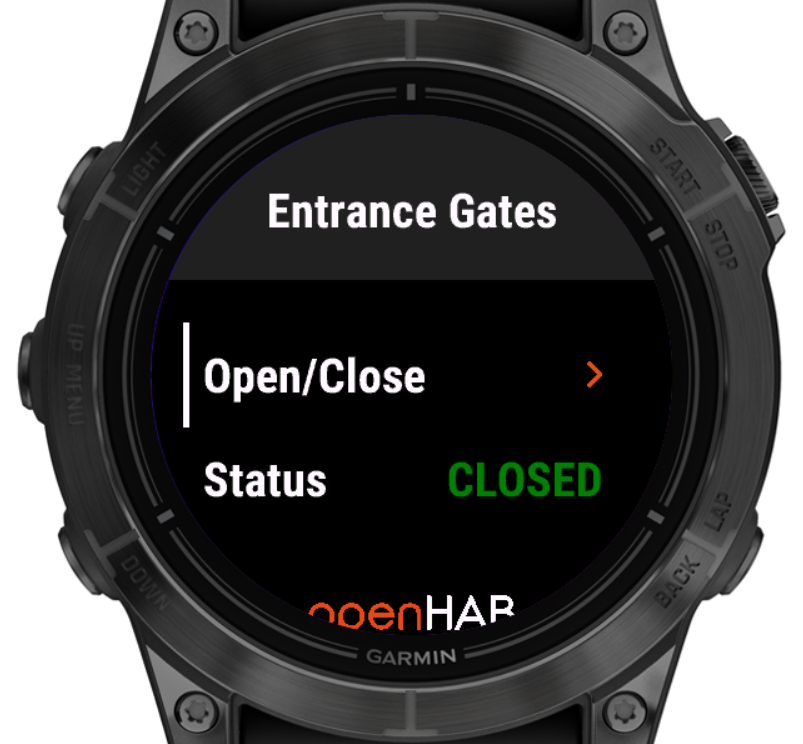 LIGHT
START
STOP
Entrance Gates
UP MENU
Open/Close >
Status CLOSED
LAP
DOWN
BACK
openHAB
GARMIN